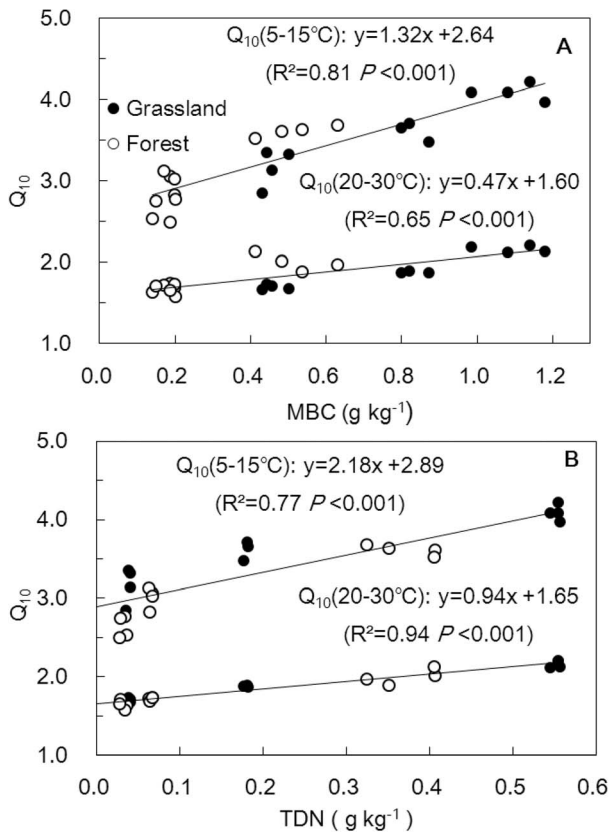 5.0
Q₁₀(5-15℃): y=1.32x +2.64
A
(R²=0.81 P <0.001)
4.0
Grassland
Forest
3.0
Q₁₀
Q₁₀(20-30℃): y=0.47x +1.60
(R²=0.65 P <0.001)
2.0
1.0
0.0 0.2 0.4 0.6 0.8 1.0 1.2
MBC (g kg⁻¹)
5.0
Q₁₀(5-15℃): y=2.18x +2.89
B
(R²=0.77 P <0.001)
4.0
3.0
Q₁₀
Q₁₀(20-30℃): y=0.94x +1.65
(R²=0.94 P <0.001)
2.0
1.0
0.0 0.1 0.2 0.3 0.4 0.5 0.6
TDN ( g kg⁻¹)